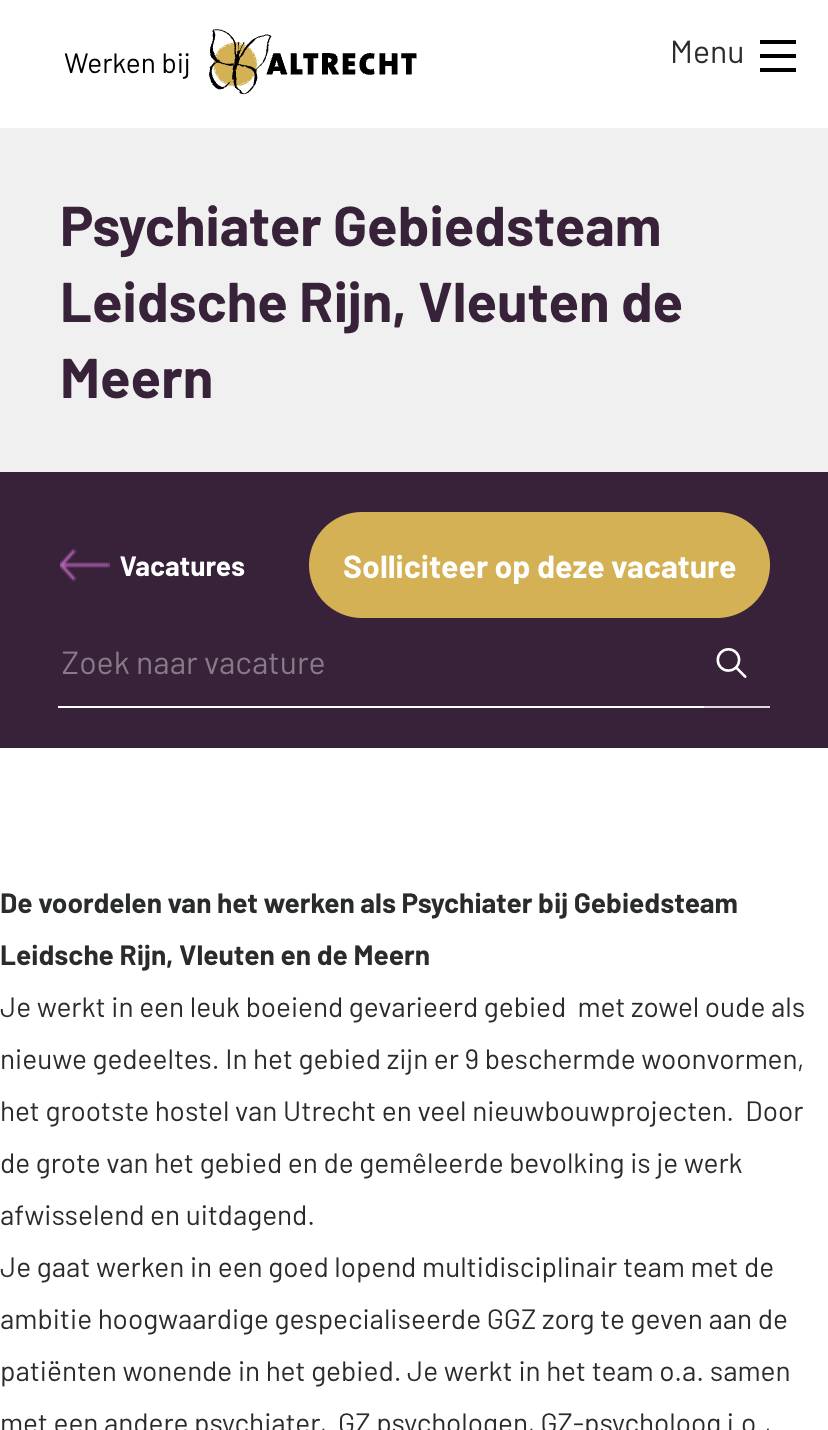 Werken bij ALTRECHT
Menu
Psychiater Gebiedsteam
Leidsche Rijn, Vleuten de
Meern
Vacatures
Solliciteer op deze vacature
Zoek naar vacature
De voordelen van het werken als Psychiater bij Gebiedsteam
Leidsche Rijn, Vleuten en de Meern
Je werkt in een leuk boeiend gevarieerd gebied  met zowel oude als
nieuwe gedeeltes. In het gebied zijn er 9 beschermde woonvormen,
het grootste hostel van Utrecht en veel nieuwbouwprojecten.  Door
de grote van het gebied en de gemêleerde bevolking is je werk
afwisselend en uitdagend.
Je gaat werken in een goed lopend multidisciplinair team met de
ambitie hoogwaardige gespecialiseerde GGZ zorg te geven aan de
patiënten wonende in het gebied. Je werkt in het team o.a. samen
met een andere psychiater,  GZ psychologen, GZ-psycholoog i.o.,